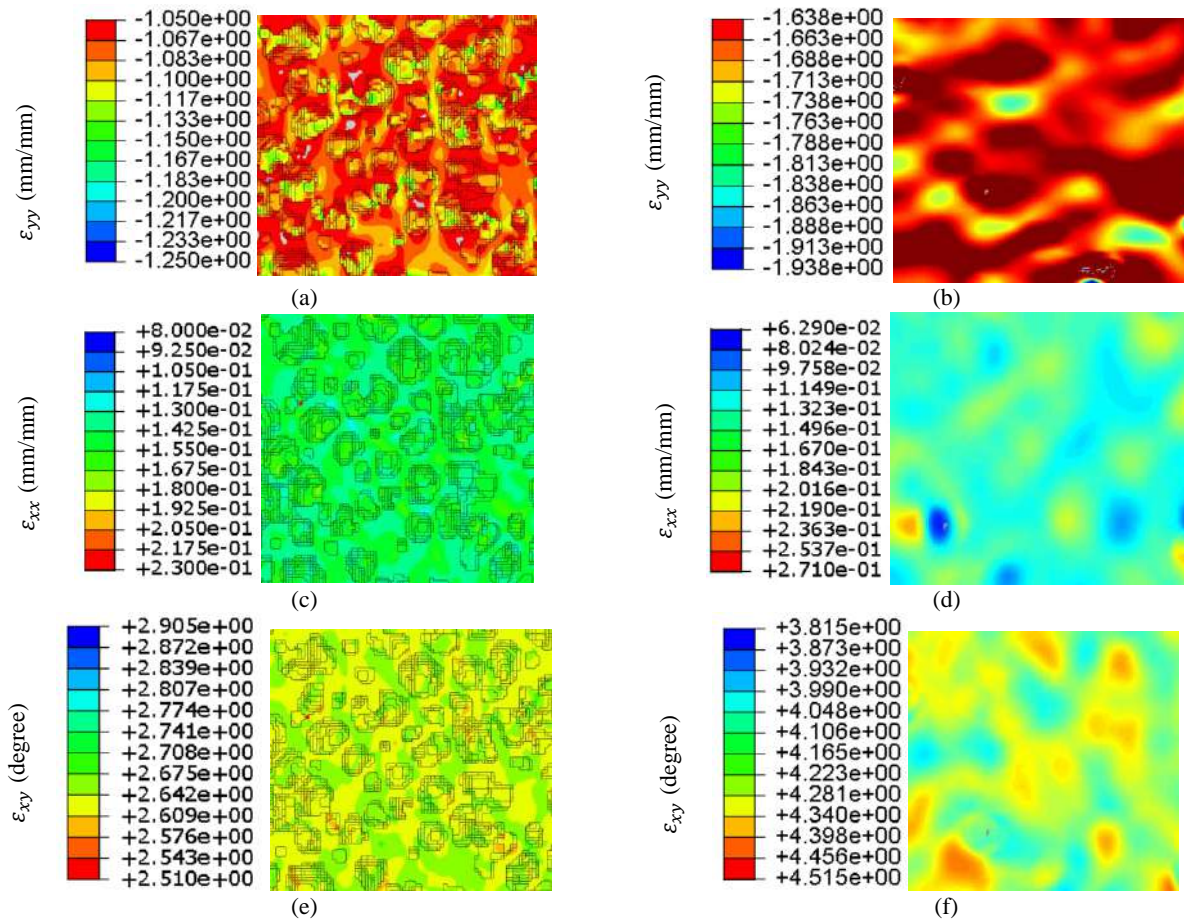 -1.050e+00
-1.067e+00
-1.083e+00
-1.100e+00
-1.117e+00
-1.133e+00
-1.150e+00
-1.167e+00
-1.183e+00
-1.200e+00
-1.217e+00
-1.233e+00
-1.250e+00
εyy (mm/mm)
(a)
-1.638e+00
-1.663e+00
-1.688e+00
-1.713e+00
-1.738e+00
-1.763e+00
-1.788e+00
-1.813e+00
-1.838e+00
-1.863e+00
-1.888e+00
-1.913e+00
-1.938e+00
εyy (mm/mm)
(b)
+8.000e-02
+9.250e-02
+1.050e-01
+1.175e-01
+1.300e-01
+1.425e-01
+1.550e-01
+1.675e-01
+1.800e-01
+1.925e-01
+2.050e-01
+2.175e-01
+2.300e-01
εxx (mm/mm)
(c)
+6.290e-02
+8.024e-02
+9.758e-02
+1.149e-01
+1.323e-01
+1.496e-01
+1.670e-01
+1.843e-01
+2.016e-01
+2.190e-01
+2.363e-01
+2.537e-01
+2.710e-01
εxx (mm/mm)
(d)
+2.905e+00
+2.872e+00
+2.839e+00
+2.807e+00
+2.774e+00
+2.741e+00
+2.708e+00
+2.675e+00
+2.642e+00
+2.609e+00
+2.576e+00
+2.543e+00
+2.510e+00
εxy (degree)
(e)
+3.815e+00
+3.873e+00
+3.932e+00
+3.990e+00
+4.048e+00
+4.106e+00
+4.165e+00
+4.223e+00
+4.281e+00
+4.340e+00
+4.398e+00
+4.456e+00
+4.515e+00
εxy (degree)
(f)